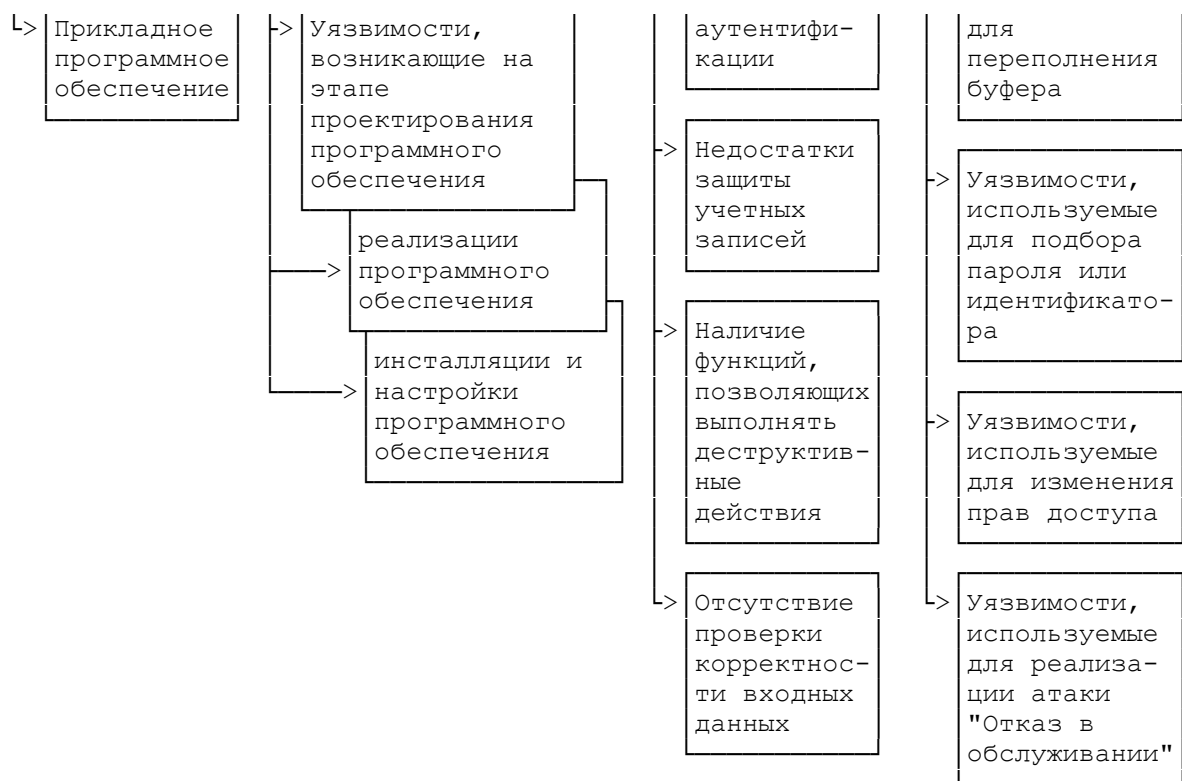 Прикладное
программное
обеспечение
Уязвимости,
возникающие на
этапе
проектирования
программного
обеспечения
реализации
программного
обеспечения
инсталляции и
настройки
программного
обеспечения
аутентифи-
кации
Недостатки
защиты
учетных
записей
Наличие
функций,
позволяющих
выполнять
деструктив-
ные
действия
Отсутствие
проверки
корректнос-
ти входных
данных
для
переполнения
буфера
Уязвимости,
используемые
для подбора
пароля или
идентификато-
ра
Уязвимости,
используемые
для изменения
прав доступа
Уязвимости,
используемые
для реализа-
ции атаки
"Отказ в
обслуживании"